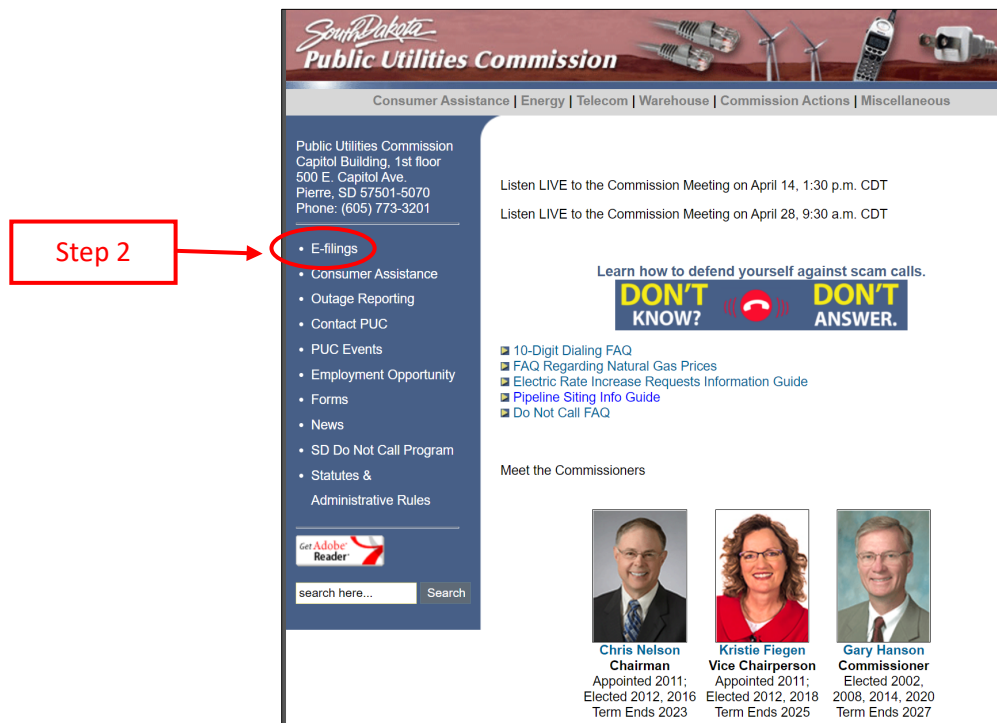 South Dakota
Public Utilities Commission
Consumer Assistance | Energy | Telecom | Warehouse | Commission Actions | Miscellaneous
Public Utilities Commission
Capitol Building, 1st floor
500 E. Capitol Ave.
Pierre, SD 57501-5070
Phone: (605) 773-3201
Step 2
• E-filings
• Consumer Assistance
• Outage Reporting
• Contact PUC
• PUC Events
• Employment Opportunity
• Forms
• News
• SD Do Not Call Program
• Statutes &
Administrative Rules
Get Adobe®
Reader®
search here...
Search
Listen LIVE to the Commission Meeting on April 14, 1:30 p.m. CDT
Listen LIVE to the Commission Meeting on April 28, 9:30 a.m. CDT
Learn how to defend yourself against scam calls.
DON'T KNOW?
DON'T ANSWER.
10-Digit Dialing FAQ
FAQ Regarding Natural Gas Prices
Electric Rate Increase Requests Information Guide
Pipeline Siting Info Guide
Do Not Call FAQ
Meet the Commissioners
Chris Nelson
Chairman
Appointed 2011;
Elected 2012, 2016
Term Ends 2023
Kristie Fiegen
Vice Chairperson
Appointed 2011;
Elected 2012, 2018
Term Ends 2025
Gary Hanson
Commissioner
Elected 2002,
2008, 2014, 2020
Term Ends 2027